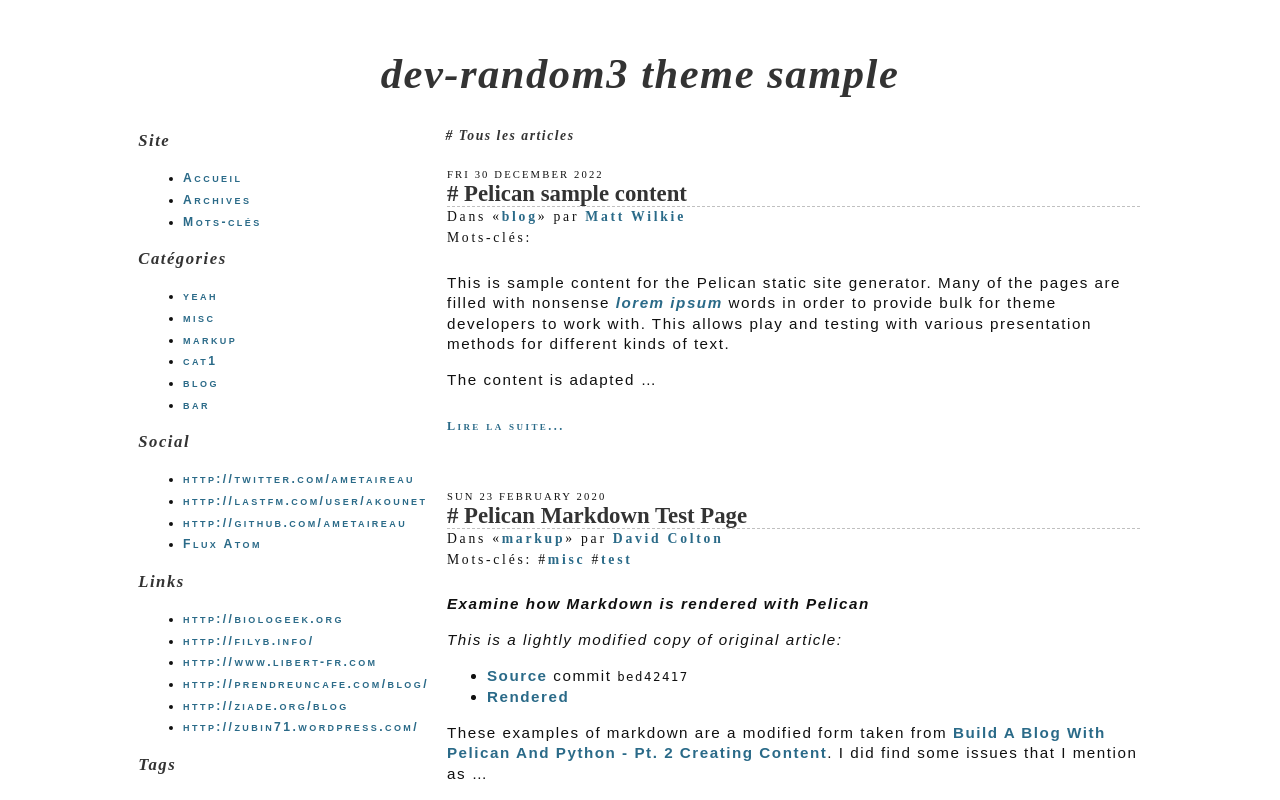 dev-random3 theme sample
Site
Accueil
Archives
Mots-clés
Catégories
yeah
misc
markup
cat1
blog
bar
Social
http://twitter.com/ametaireau
http://lastfm.com/user/akounet
http://github.com/ametaireau
Flux Atom
Links
http://biologeek.org
http://filyb.info/
http://www.libert-fr.com
http://prendreuncafe.com/blog/
http://ziade.org/blog
http://zubin71.wordpress.com/
Tags
# Tous les articles
FRI 30 DECEMBER 2022
# Pelican sample content
Dans «blog» par Matt Wilkie
Mots-clés:
This is sample content for the Pelican static site generator. Many of the pages are
filled with nonsense lorem ipsum words in order to provide bulk for theme
developers to work with. This allows play and testing with various presentation
methods for different kinds of text.
The content is adapted ...
Lire la suite...
SUN 23 FEBRUARY 2020
# Pelican Markdown Test Page
Dans «markup» par David Colton
Mots-clés: #misc #test
Examine how Markdown is rendered with Pelican
This is a lightly modified copy of original article:
Source commit bed42417
Rendered
These examples of markdown are a modified form taken from Build A Blog With
Pelican And Python - Pt. 2 Creating Content. I did find some issues that I mention
as ...